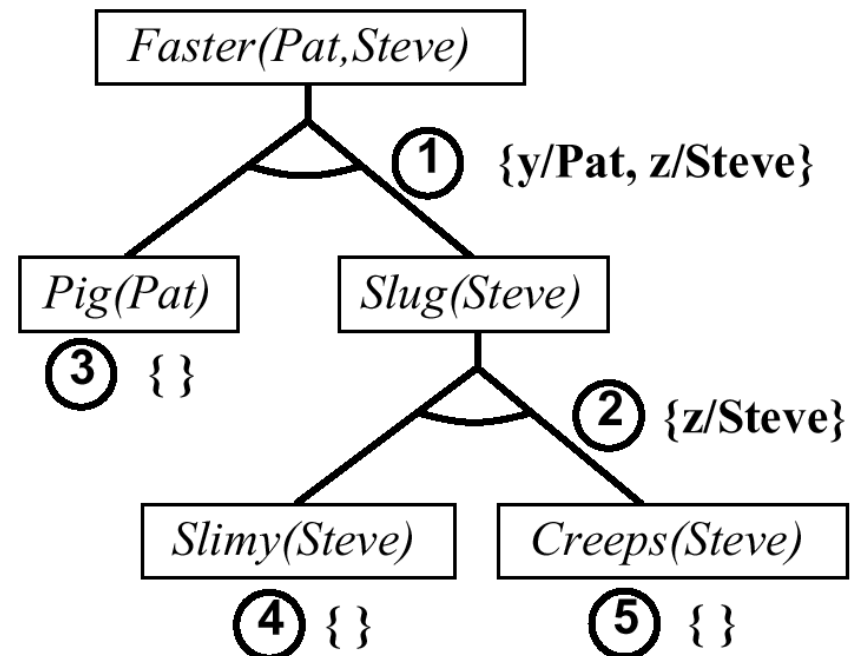 Faster(Pat,Steve)
1 {y/Pat, z/Steve}
Pig(Pat) Slug(Steve)
3 { }
2 {z/Steve}
Slimy(Steve) Creeps(Steve)
4 { } 5 { }